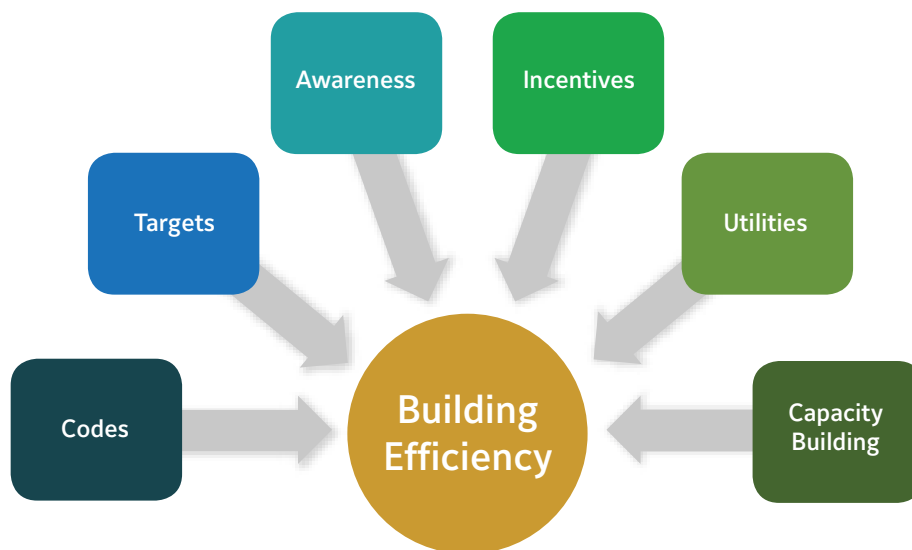 Awareness
Incentives
Targets
Utilities
Codes
Building
Efficiency
Capacity
Building